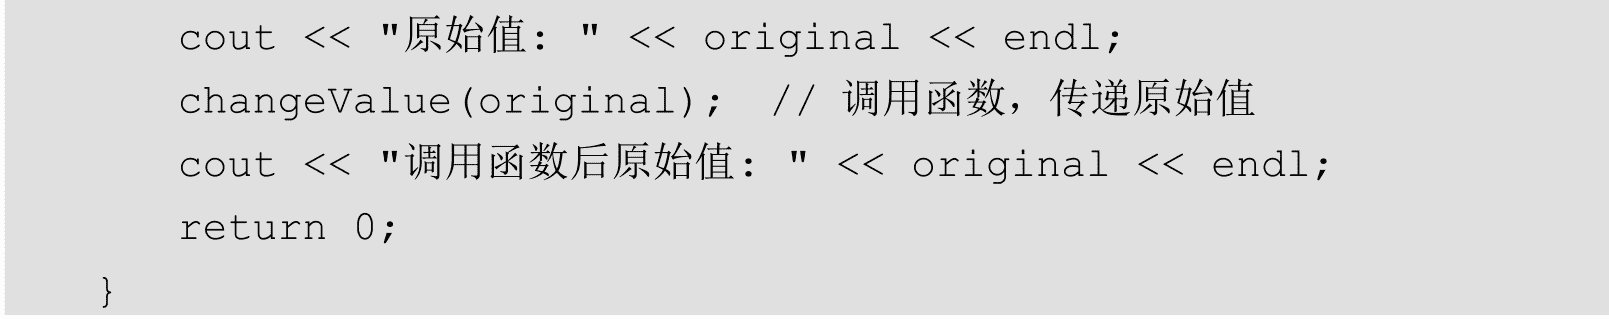 cout << "原始值: " << original << endl;
changeValue(original);  // 调用函数，传递原始值
cout << "调用函数后原始值: " << original << endl;
return 0;
}